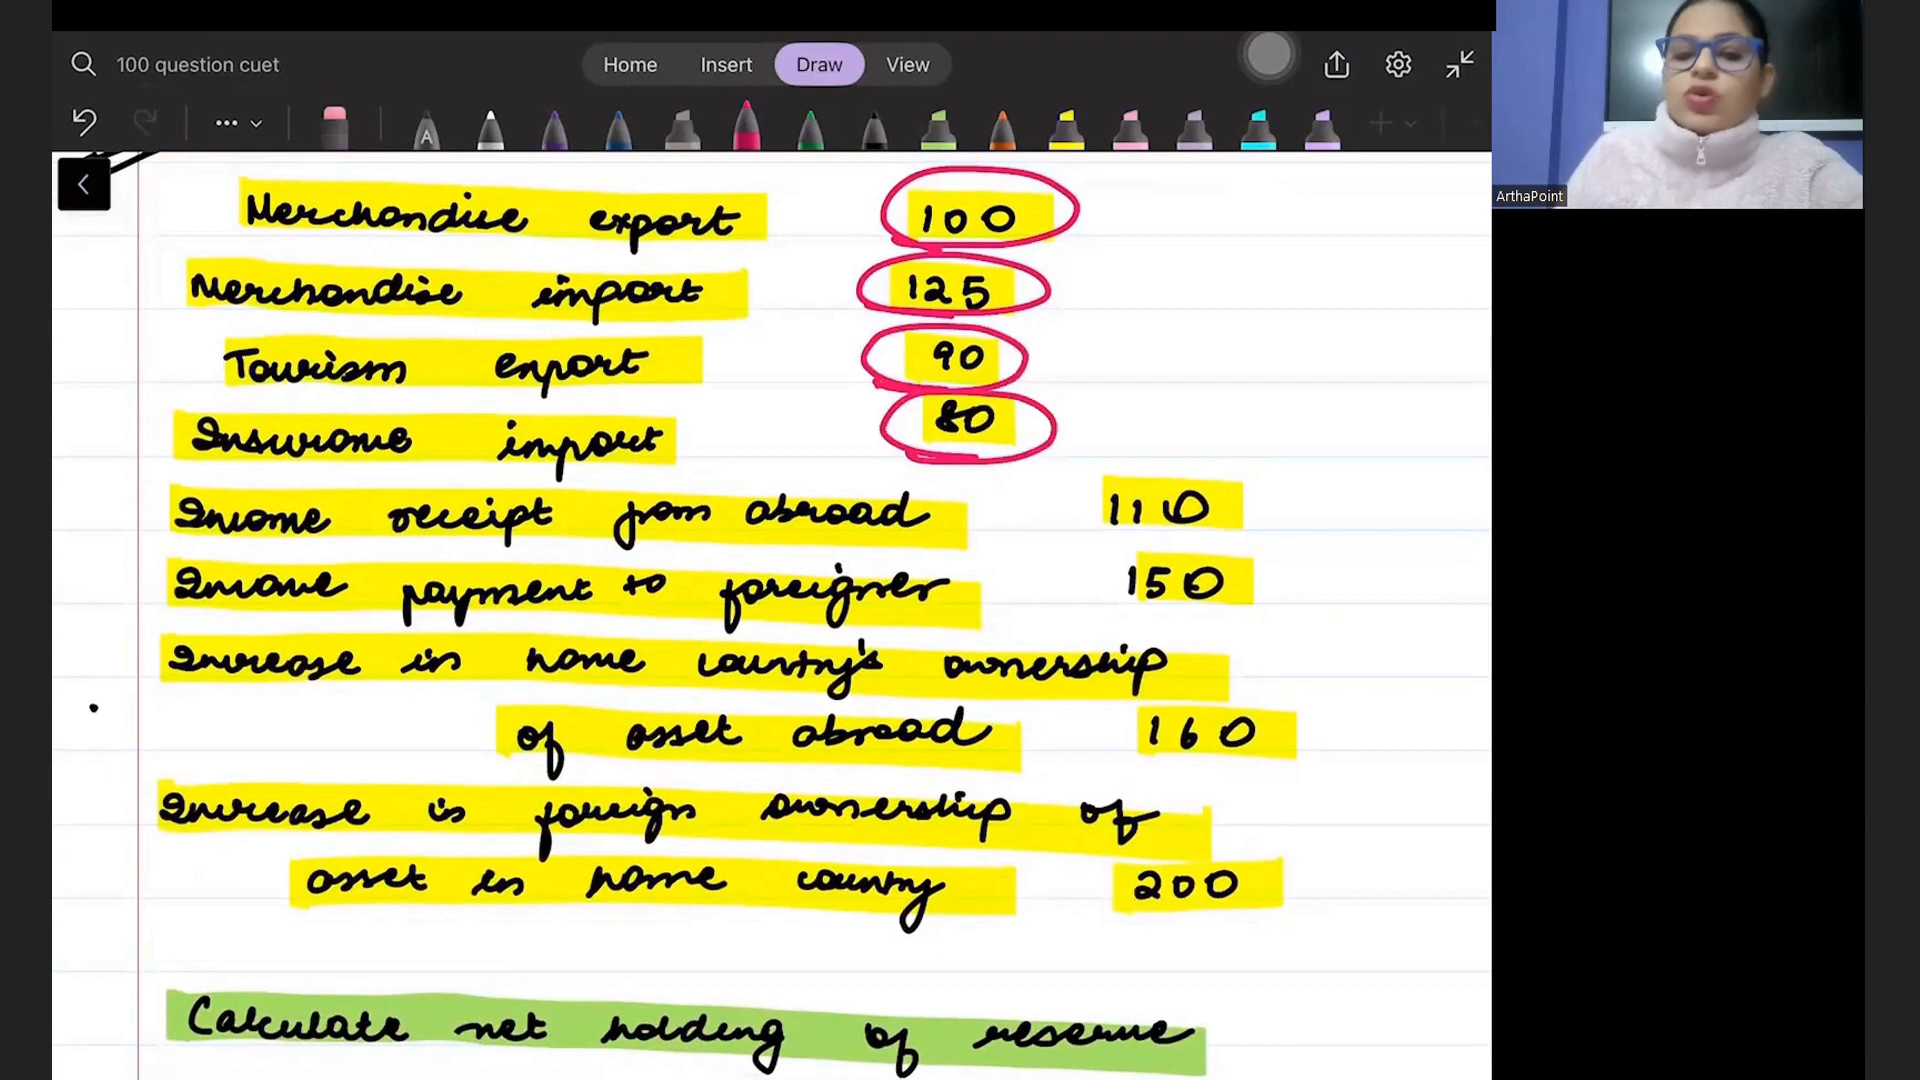 100 question cuet
Home Insert Draw View
A
ArthaPoint
Merchandise export 100
Merchandise import 125
Tourism export 90
Insurance import 80
Income receipt from abroad 110
Income payment to foreigner 150
Increase in home country's ownership
of asset abroad 160
Increase in foreign ownership of
asset in home country 200
Calculate net holding of reserve